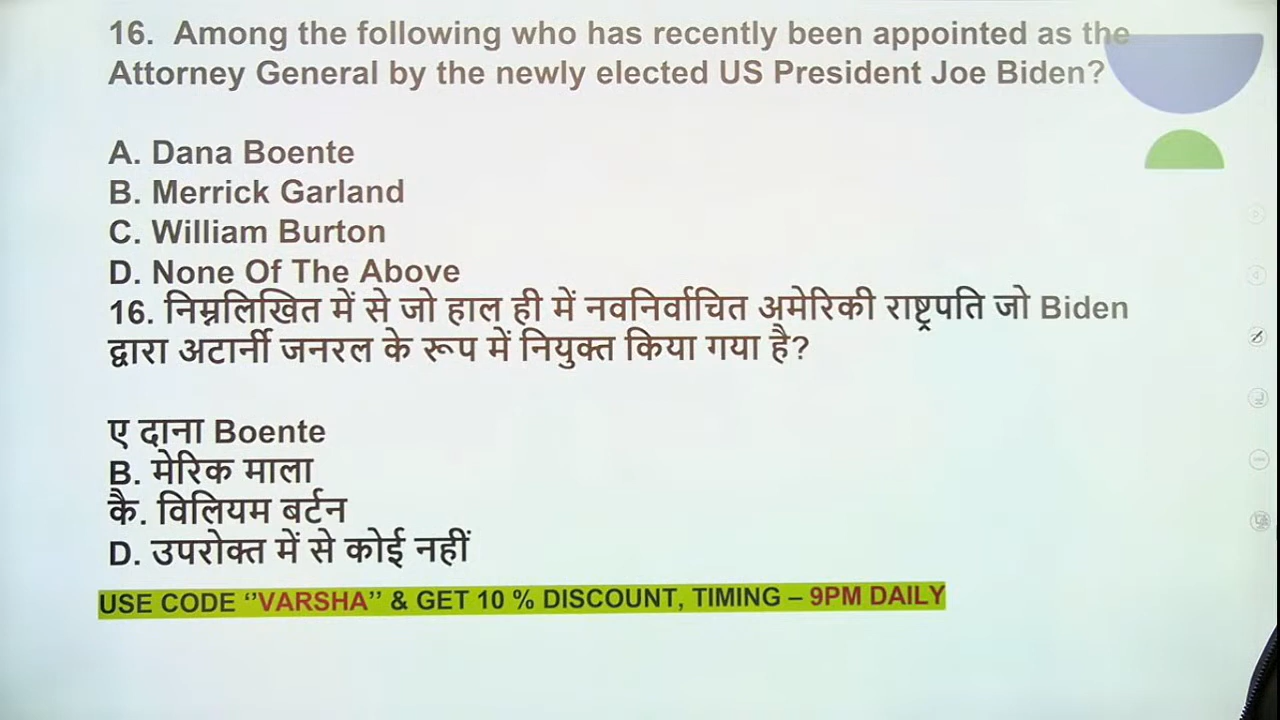 16. Among the following who has recently been appointed as the
Attorney General by the newly elected US President Joe Biden?
A. Dana Boente
B. Merrick Garland
C. William Burton
D. None Of The Above
16. निम्नलिखित में से जो हाल ही में नवनिर्वाचित अमेरिकी राष्ट्रपति जो Biden
द्वारा अटार्नी जनरल के रूप में नियुक्त किया गया है?
ए दाना Boente
B. मेरिक माला
कै. विलियम बर्टन
D. उपरोक्त में से कोई नहीं
USE CODE ‘’VARSHA’’ & GET 10 % DISCOUNT, TIMING – 9PM DAILY